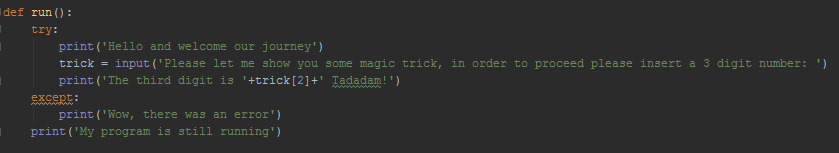 def run():
    try:
        print('Hello and welcome our journey')
        trick = input('Please let me show you some magic trick, in order to proceed please insert a 3 digit number: ')
        print('The third digit is '+trick[2]+' Tadadam!')
    except:
        print('Wow, there was an error')
    print('My program is still running')